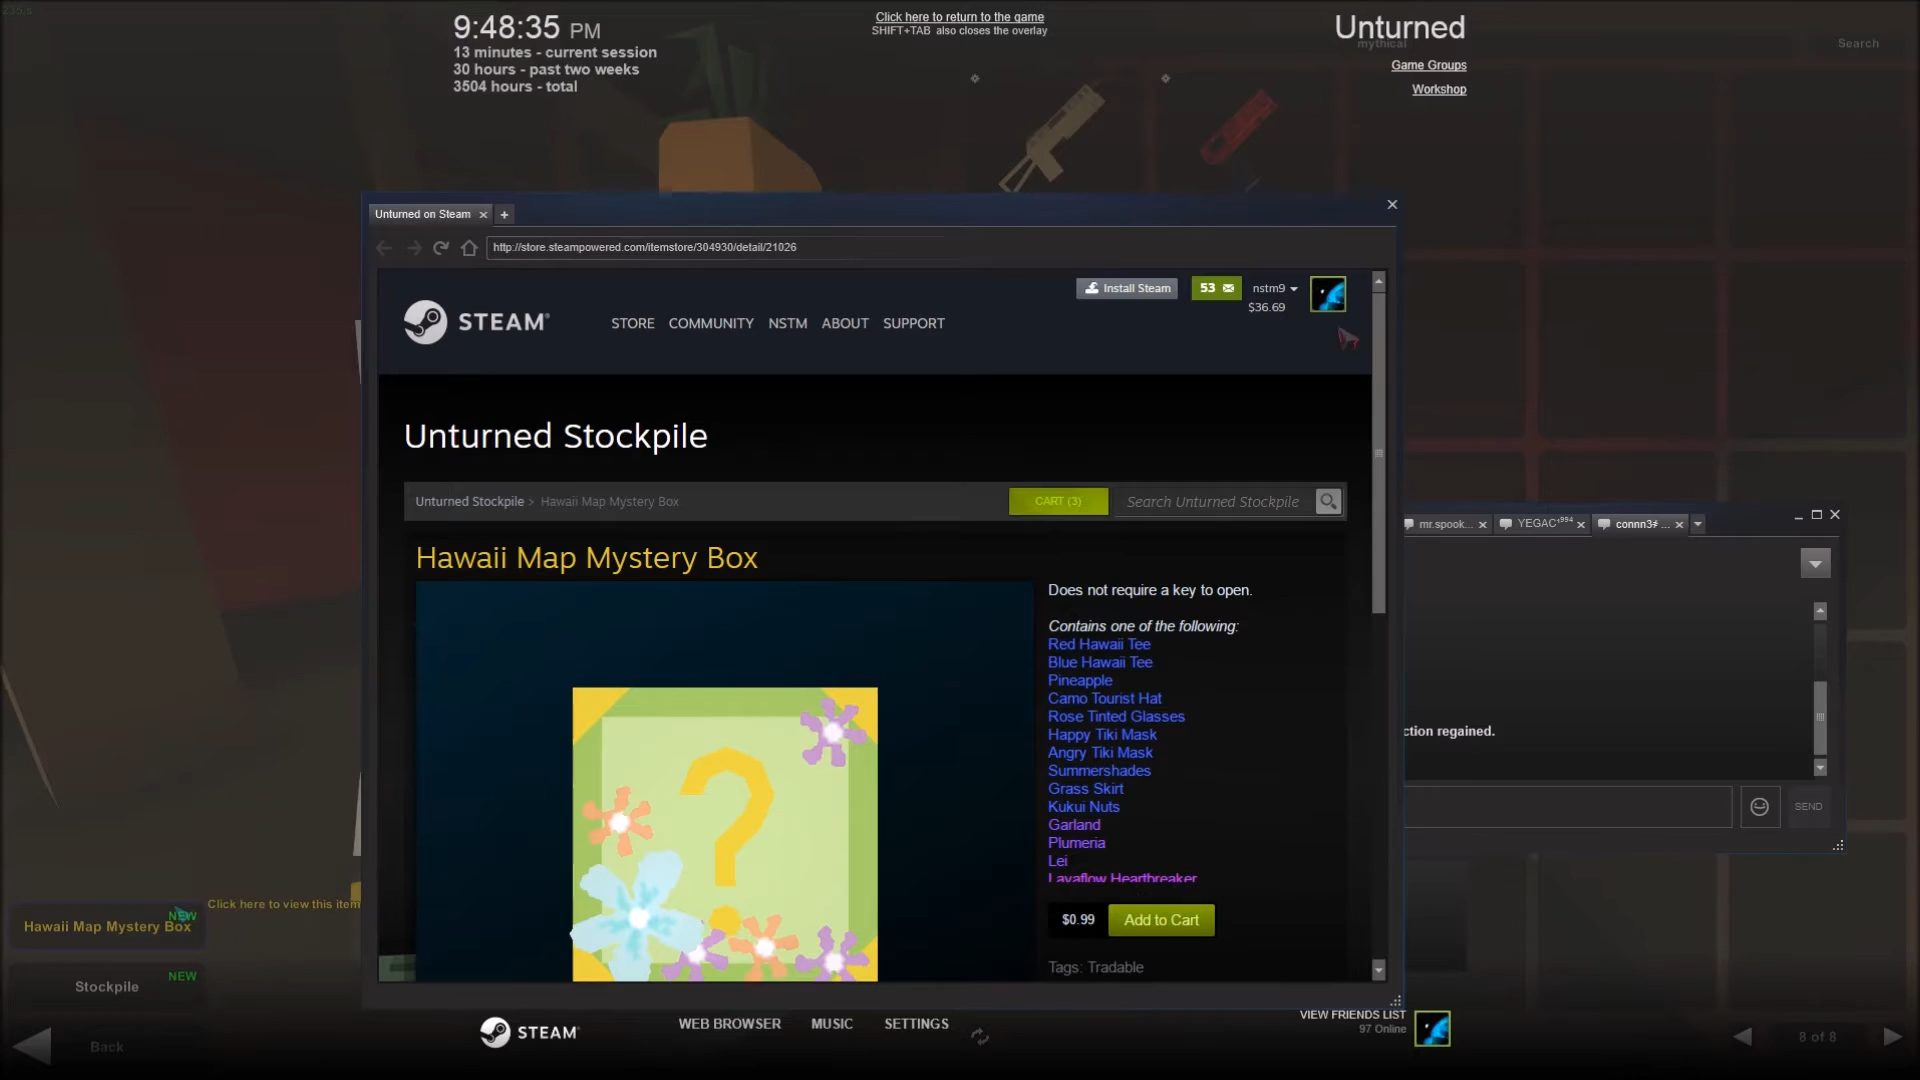 235/s
9:48:35 PM
13 minutes - current session
30 hours - past two weeks
3504 hours - total
Click here to return to the game
SHIFT+TAB also closes the overlay
Unturned
mythical
Search
Game Groups
Workshop
Unturned on Steam
http://store.steampowered.com/itemstore/304930/detail/21026
Install Steam
53
nstm9
$36.69
STEAM®
STORE COMMUNITY NSTM ABOUT SUPPORT
Unturned Stockpile
Unturned Stockpile > Hawaii Map Mystery Box
CART (3)
Search Unturned Stockpile
Hawaii Map Mystery Box
Does not require a key to open.
Contains one of the following:
Red Hawaii Tee
Blue Hawaii Tee
Pineapple
Camo Tourist Hat
Rose Tinted Glasses
Happy Tiki Mask
Angry Tiki Mask
Summershades
Grass Skirt
Kukui Nuts
Garland
Plumeria
Lei
Lavaflow Heartbreaker
$0.99
Add to Cart
Tags: Tradable
?
mr.spook...
YEGAC⁺⁹⁹⁴
connn3# ...
ction regained.
SEND
Click here to view this item
NEW
Hawaii Map Mystery Box
NEW
Stockpile
Back
STEAM
WEB BROWSER MUSIC SETTINGS
VIEW FRIENDS LIST
97 Online
8 of 8